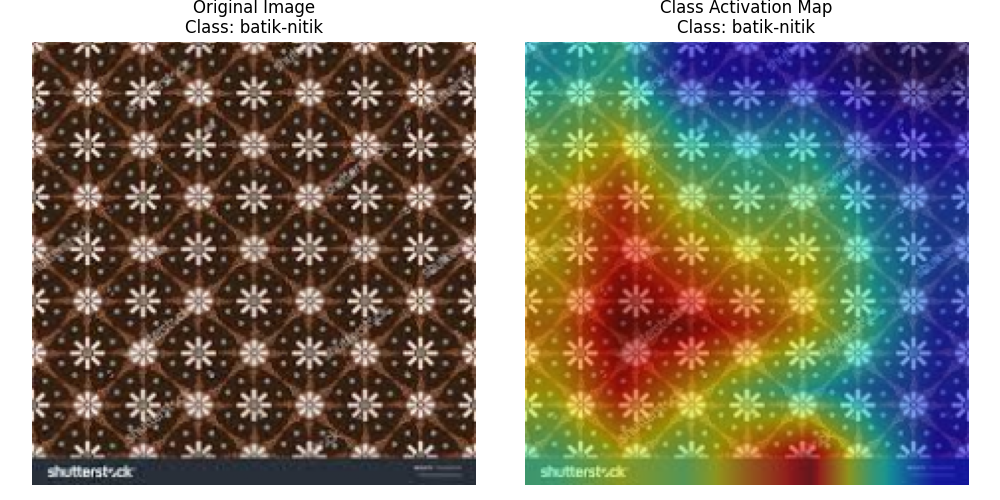 Original Image
Class: batik-nitik
Class Activation Map
Class: batik-nitik
shutterstock
shutterstock